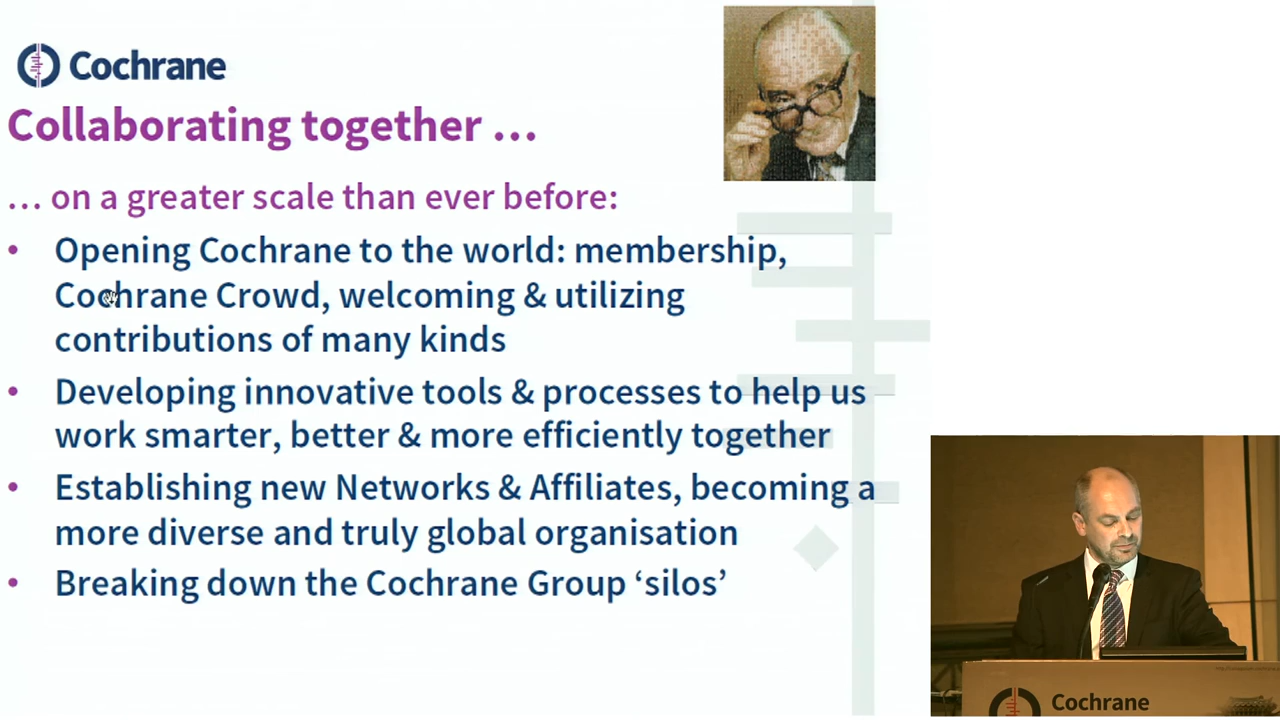 Cochrane
Collaborating together ...
... on a greater scale than ever before:
• Opening Cochrane to the world: membership,
Cochrane Crowd, welcoming & utilizing
contributions of many kinds
• Developing innovative tools & processes to help us
work smarter, better & more efficiently together
• Establishing new Networks & Affiliates, becoming a
more diverse and truly global organisation
• Breaking down the Cochrane Group ‘silos’
Cochrane